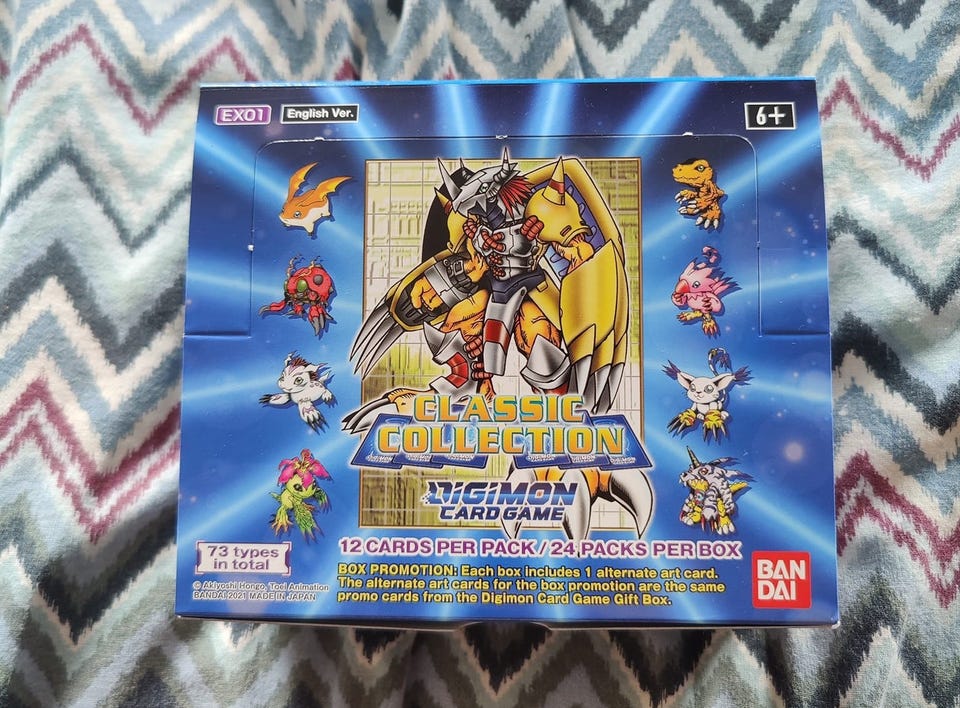 EX01 English Ver.
6+
CLASSIC
COLLECTION
DIGIMON
CARD GAME
12 CARDS PER PACK / 24 PACKS PER BOX
73 types
in total
BOX PROMOTION: Each box includes 1 alternate art card.
The alternate art cards for the box promotion are the same
promo cards from the Digimon Card Game Gift Box.
© Akiyoshi Hongo, Toei Animation
BANDAI 2021 MADE IN JAPAN
BAN
DAI